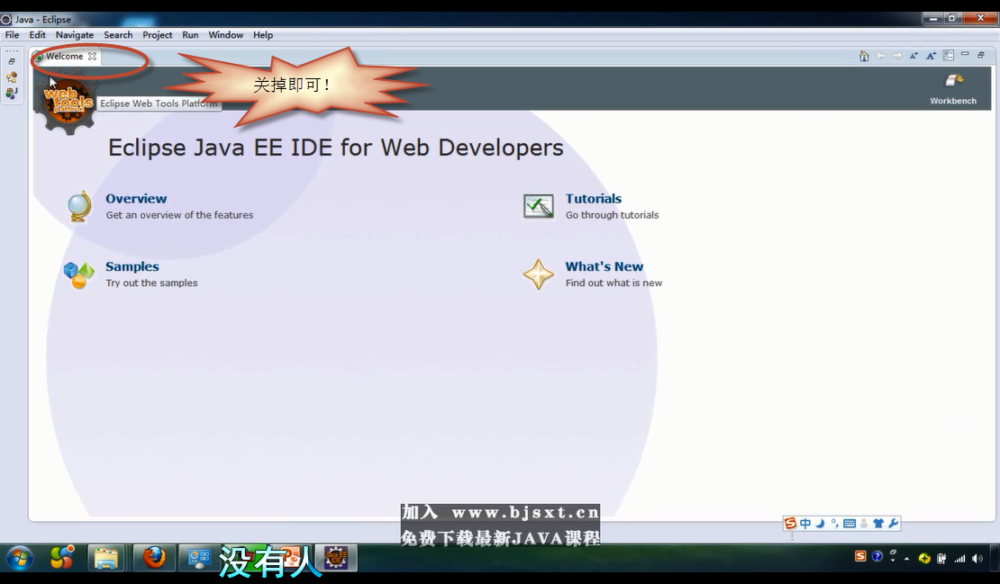 Java - Eclipse
File Edit Navigate Search Project Run Window Help
Welcome
关掉即可！
web tools platform
Eclipse Web Tools Platform
Workbench
Eclipse Java EE IDE for Web Developers
Overview
Get an overview of the features
Tutorials
Go through tutorials
Samples
Try out the samples
What's New
Find out what is new
加入 www.bjsxt.cn
免费下载最新JAVA课程
中
没有人
Java EE
IDE